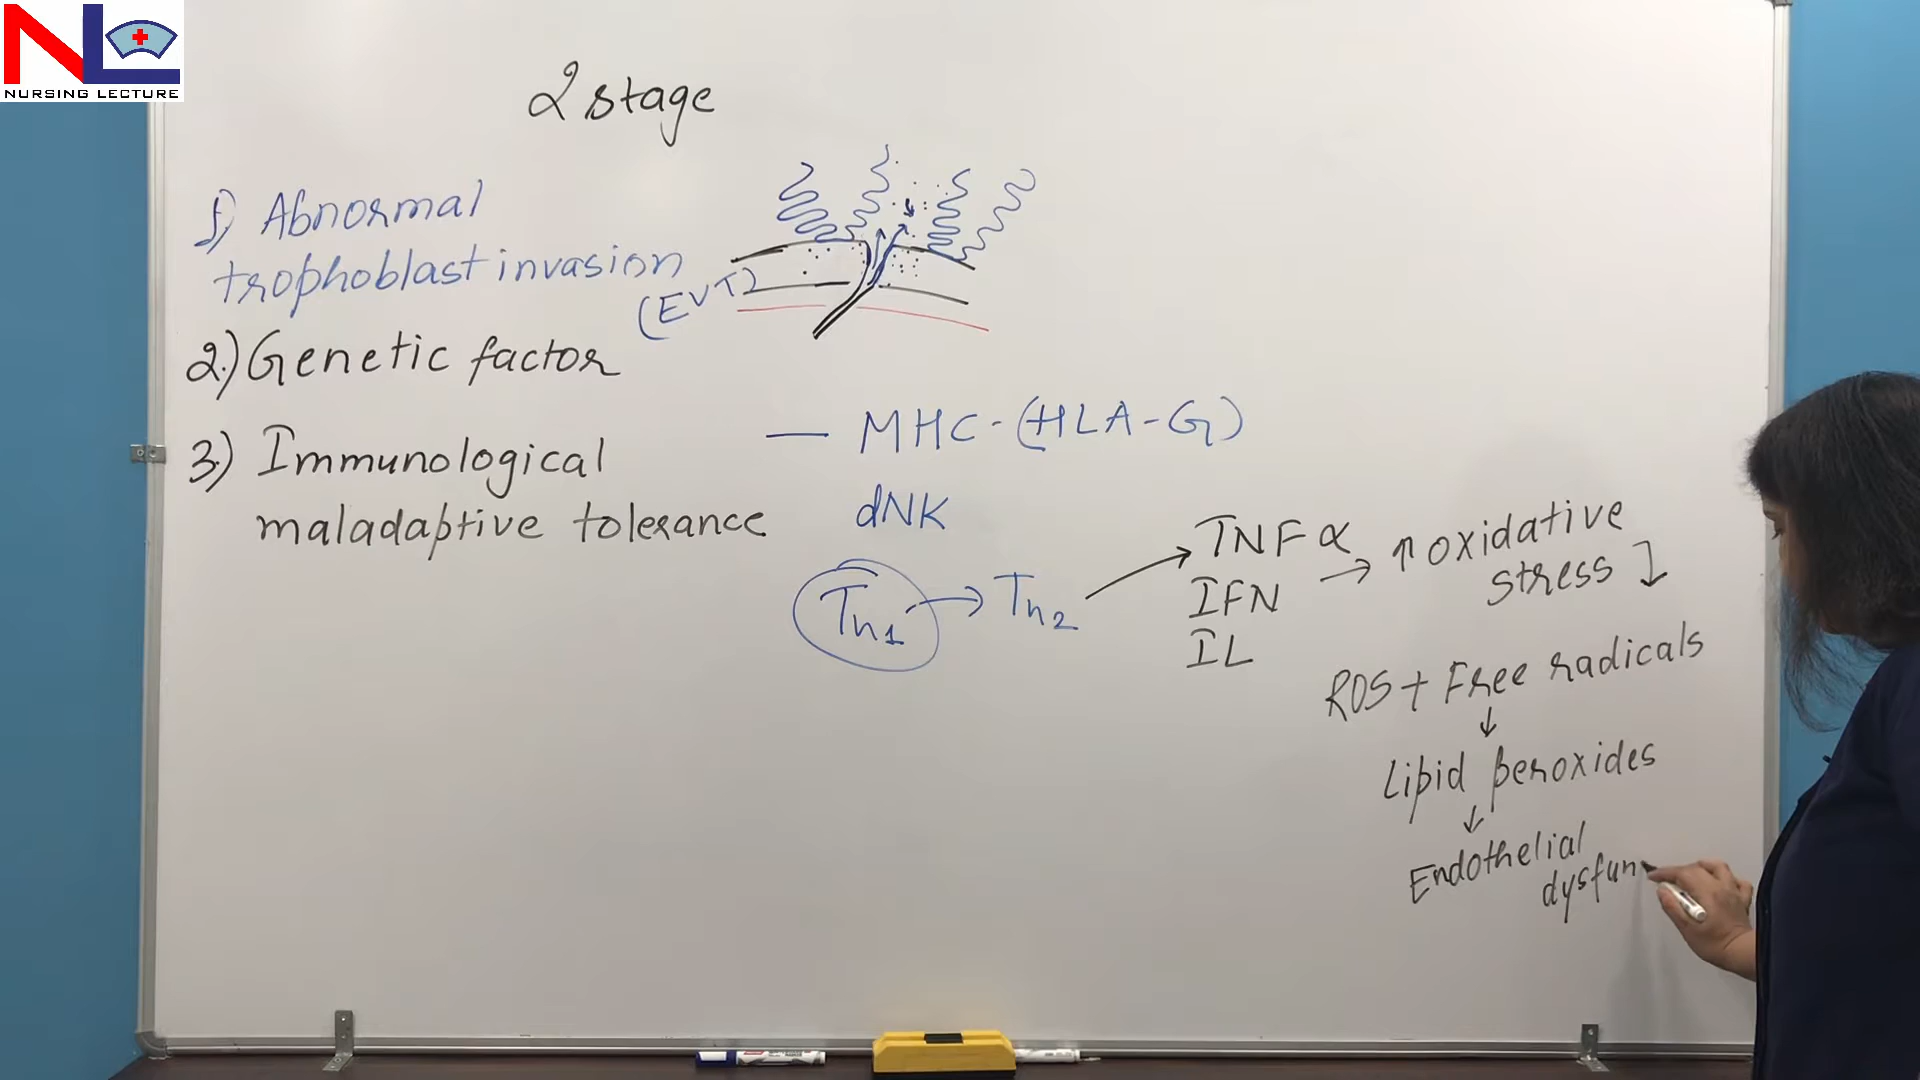 NL
NURSING LECTURE
2 stage
1) Abnormal
trophoblast invasion
(EVT)
2.) Genetic factor
3.) Immunological
maladaptive tolerance
— MHC - (HLA-G)
dNK
Th1 → Th2
TNF α
IFN
IL
→ ↑ oxidative
stress
ROS + Free radicals
↓
Lipid peroxides
↓
Endothelial
dysfun